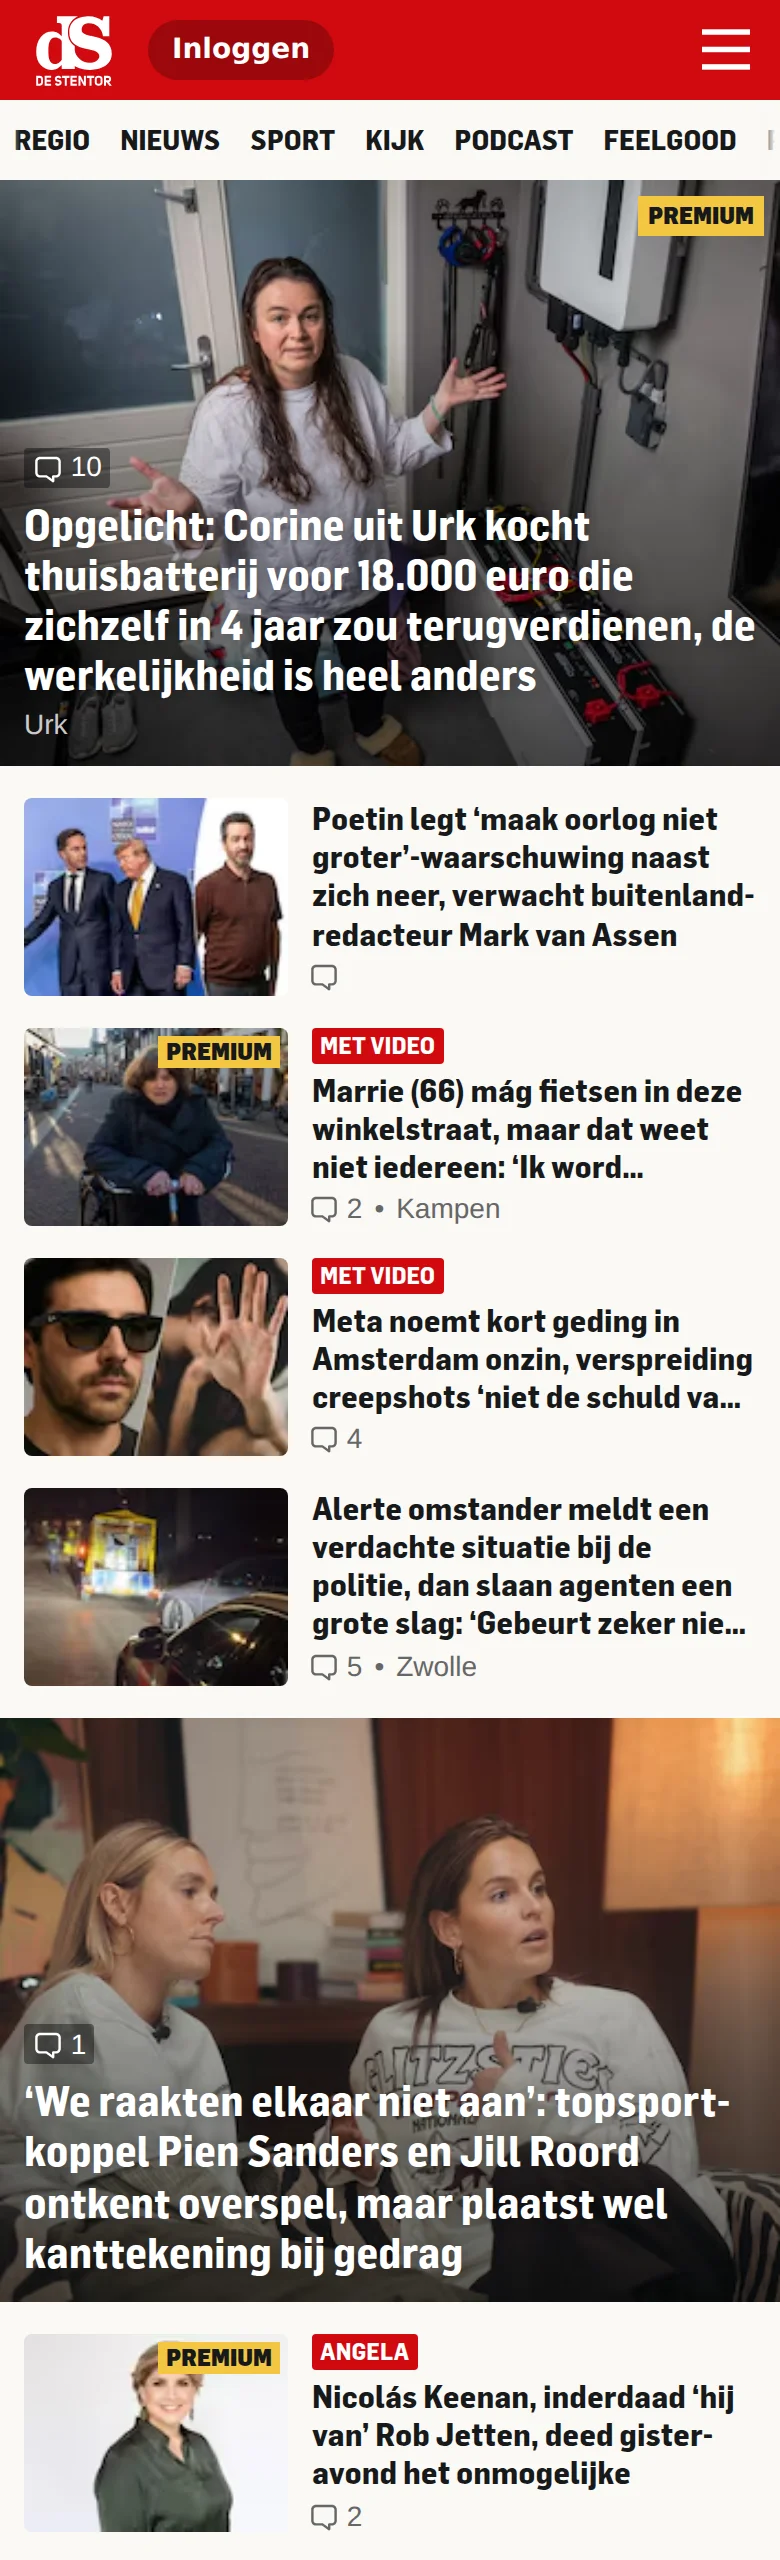 dS
DE STENTOR
Inloggen
REGIO NIEUWS SPORT KIJK PODCAST FEELGOOD
PREMIUM
10
Opgelicht: Corine uit Urk kocht
thuisbatterij voor 18.000 euro die
zichzelf in 4 jaar zou terugverdienen, de
werkelijkheid is heel anders
Urk
Poetin legt ‘maak oorlog niet
groter’-waarschuwing naast
zich neer, verwacht buitenland-
redacteur Mark van Assen
PREMIUM
MET VIDEO
Marrie (66) mág fietsen in deze
winkelstraat, maar dat weet
niet iedereen: ‘Ik word...
2 • Kampen
MET VIDEO
Meta noemt kort geding in
Amsterdam onzin, verspreiding
creepshots ‘niet de schuld va...
4
Alerte omstander meldt een
verdachte situatie bij de
politie, dan slaan agenten een
grote slag: ‘Gebeurt zeker nie...
5 • Zwolle
1
‘We raakten elkaar niet aan’: topsport-
koppel Pien Sanders en Jill Roord
ontkent overspel, maar plaatst wel
kanttekening bij gedrag
PREMIUM
ANGELA
Nicolás Keenan, inderdaad ‘hij
van’ Rob Jetten, deed gister-
avond het onmogelijke
2